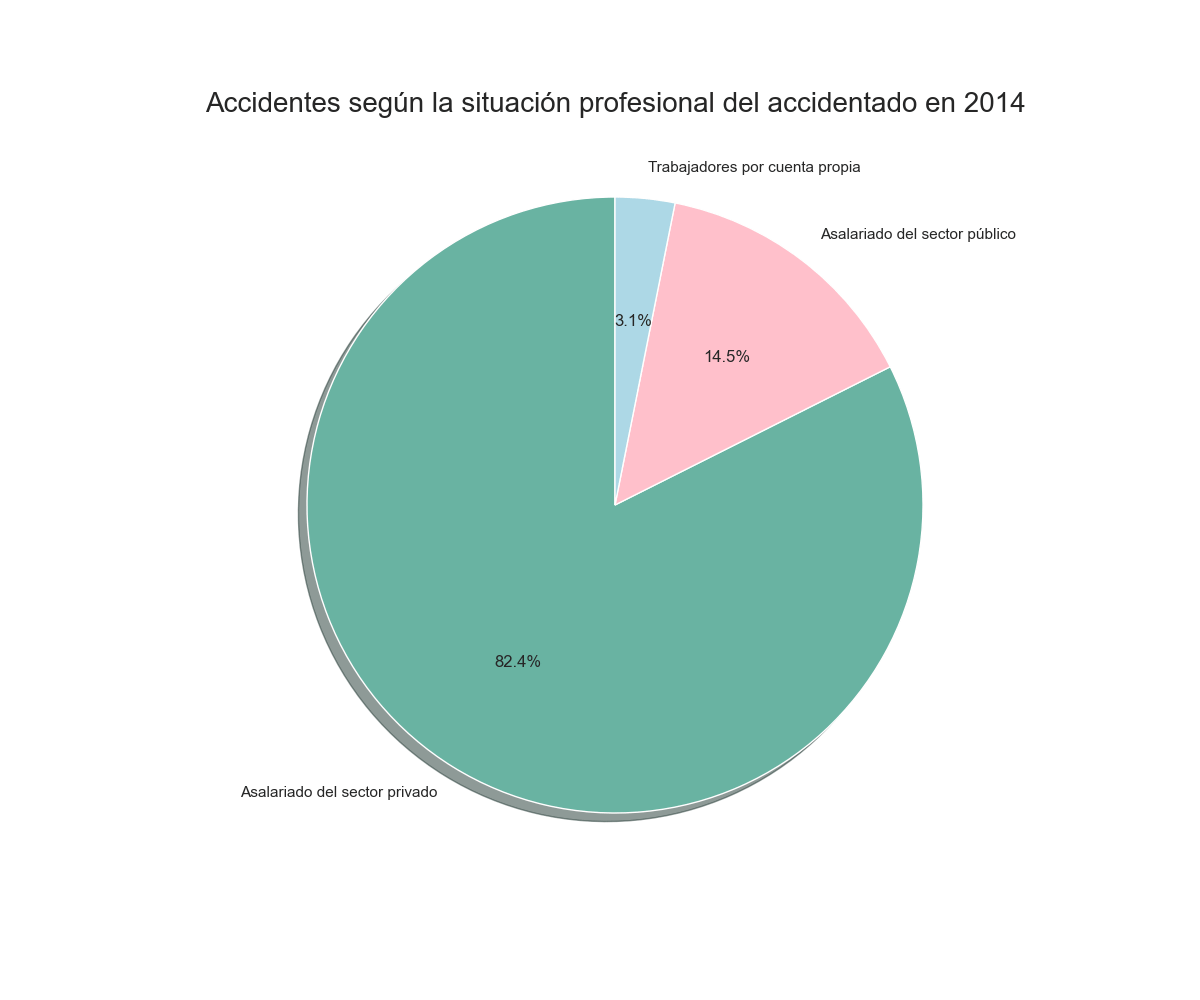 Accidentes según la situación profesional del accidentado en 2014
Trabajadores por cuenta propia
Asalariado del sector público
3.1%
14.5%
82.4%
Asalariado del sector privado